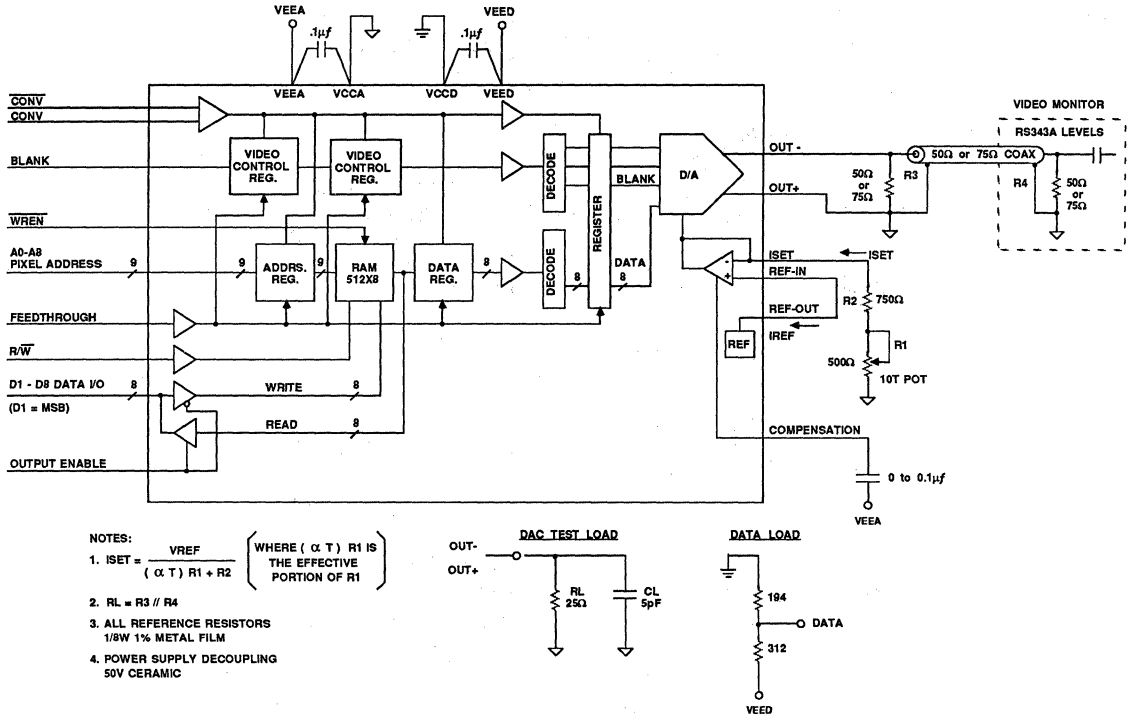 VEEA
VEED
.1µf
.1µf
VEEA
VCCA
VCCD
VEED
CONV
CONV
BLANK
WREN
A0-A8
PIXEL ADDRESS
9
9
9
FEEDTHROUGH
R/W
D1 - D8 DATA I/O
8
(D1 = MSB)
OUTPUT ENABLE
VIDEO
CONTROL
REG.
VIDEO
CONTROL
REG.
ADDRS.
REG.
RAM
512X8
DATA
REG.
8
WRITE
8
READ
8
DECODE
DECODE
8
REGISTER
BLANK
DATA
8
D/A
-
+
REF
OUT -
OUT+
ISET
REF-IN
REF-OUT
IREF
COMPENSATION
50Ω
or
75Ω
R3
50Ω or 75Ω COAX
VIDEO MONITOR
RS343A LEVELS
R4
50Ω
or
75Ω
ISET
R2
750Ω
R1
500Ω
10T POT
0 to 0.1µf
VEEA
NOTES:
1. ISET = VREF
( α T ) R1 + R2
WHERE ( α T ) R1 IS
THE EFFECTIVE
PORTION OF R1
2. RL = R3 // R4
3. ALL REFERENCE RESISTORS
1/8W 1% METAL FILM
4. POWER SUPPLY DECOUPLING
50V CERAMIC
DAC TEST LOAD
OUT-
OUT+
RL
25Ω
CL
5pF
DATA LOAD
194
DATA
312
VEED